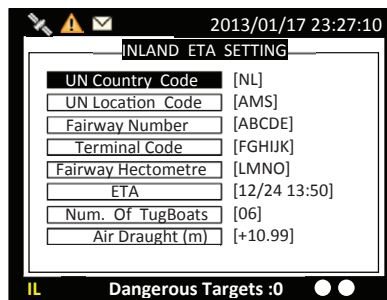 2013/01/17 23:27:10
INLAND ETA SETTING
UN Country Code [NL]
UN Location Code [AMS]
Fairway Number [ABCDE]
Terminal Code [FGHIJK]
Fairway Hectometre [LMNO]
ETA [12/24 13:50]
Num. Of TugBoats [06]
Air Draught (m) [+10.99]
IL Dangerous Targets :0